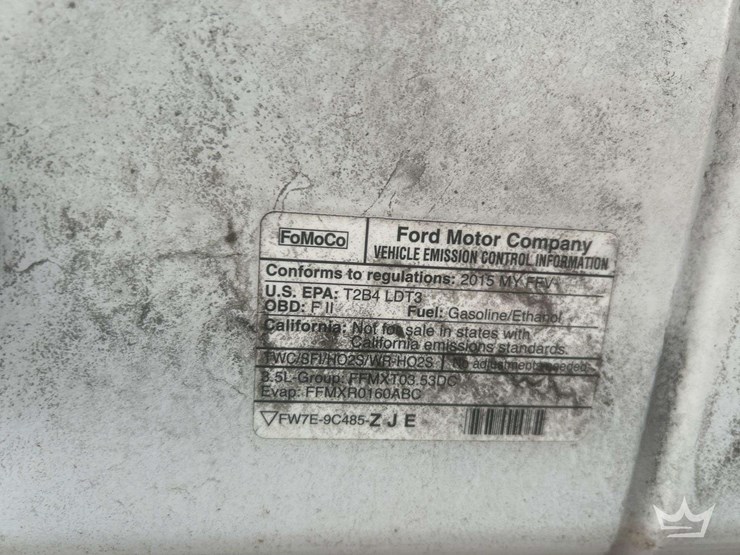 FoMoCo
Ford Motor Company
VEHICLE EMISSION CONTROL INFORMATION
Conforms to regulations: 2015 MY FFV
U.S. EPA: T2B4 LDT3
OBD: F II Fuel: Gasoline/Ethanol
California: Not for sale in states with
California emissions standards.
TWC/SFI/HO2S/WR-HO2S No adjustments needed.
3.5L-Group: FFMXT03.53DC
Evap: FFMXR0160ABC
FW7E-9C485-ZJE